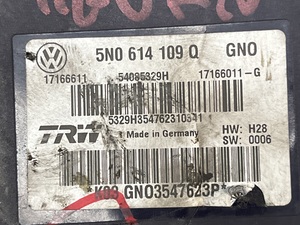 5N0 614 109 Q GNO
17166611 54085329H 17166011-G
5329H354762310341
TRW Made in Germany HW: H28
SW: 0006
*K03 GNO3547623P*